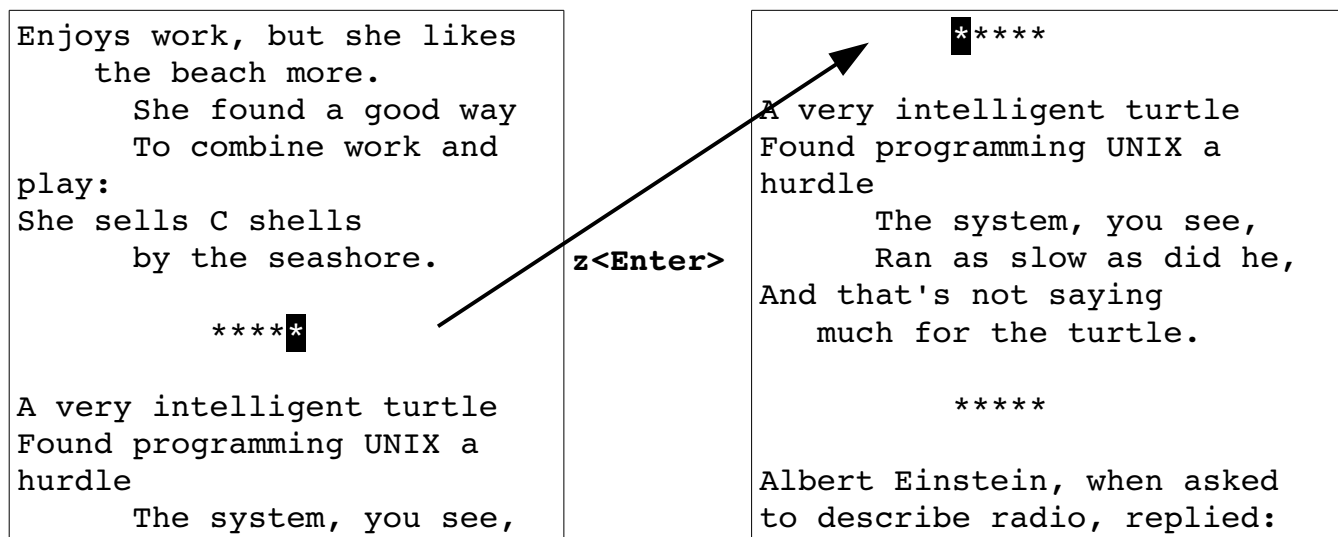 Enjoys work, but she likes
the beach more.
She found a good way
To combine work and
play:
She sells C shells
by the seashore.
*****
A very intelligent turtle
Found programming UNIX a
hurdle
The system, you see,
z<Enter>
*****
A very intelligent turtle
Found programming UNIX a
hurdle
The system, you see,
Ran as slow as did he,
And that's not saying
much for the turtle.
*****
Albert Einstein, when asked
to describe radio, replied: